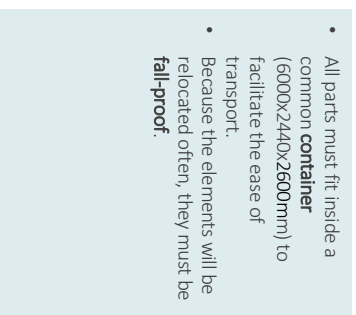 • All parts must fit inside a
common container
(6000x2440x2600mm) to
facilitate the ease of
transport.
• Because the elements will be
relocated often, they must be
fall-proof.